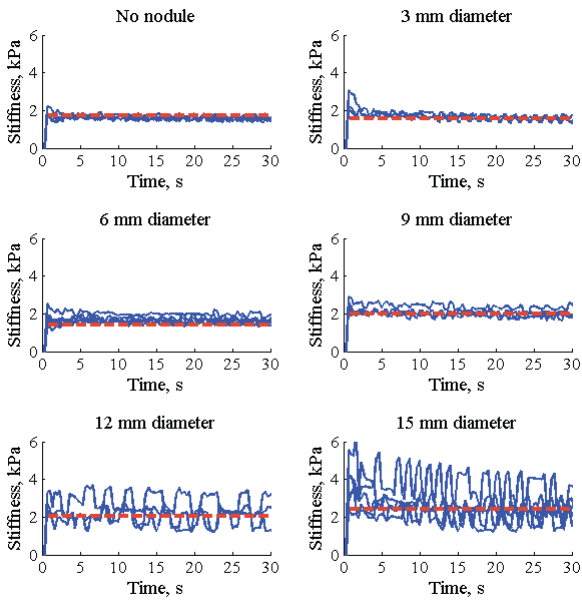 No nodule
Stiffness, kPa
6
4
2
0
0 5 10 15 20 25 30
Time, s
3 mm diameter
Stiffness, kPa
6
4
2
0
0 5 10 15 20 25 30
Time, s
6 mm diameter
Stiffness, kPa
6
4
2
0
0 5 10 15 20 25 30
Time, s
9 mm diameter
Stiffness, kPa
6
4
2
0
0 5 10 15 20 25 30
Time, s
12 mm diameter
Stiffness, kPa
6
4
2
0
0 5 10 15 20 25 30
Time, s
15 mm diameter
Stiffness, kPa
6
4
2
0
0 5 10 15 20 25 30
Time, s